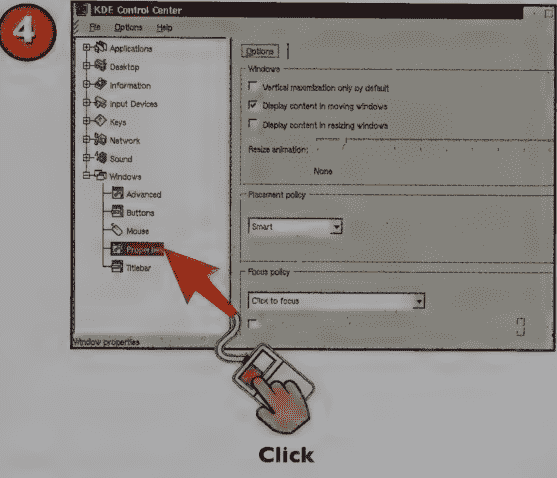 4
KDE Control Center
File Options Help
Applications
Desktop
Information
Input Devices
Keys
Network
Sound
Windows
Advanced
Buttons
Mouse
Properties
Titlebar
Window properties
Options
Windows
Vertical maximization only by default
Display content in moving windows
Display content in resizing windows
Resize animation:
None
Placement policy
Smart
Focus policy
Click to focus
Click